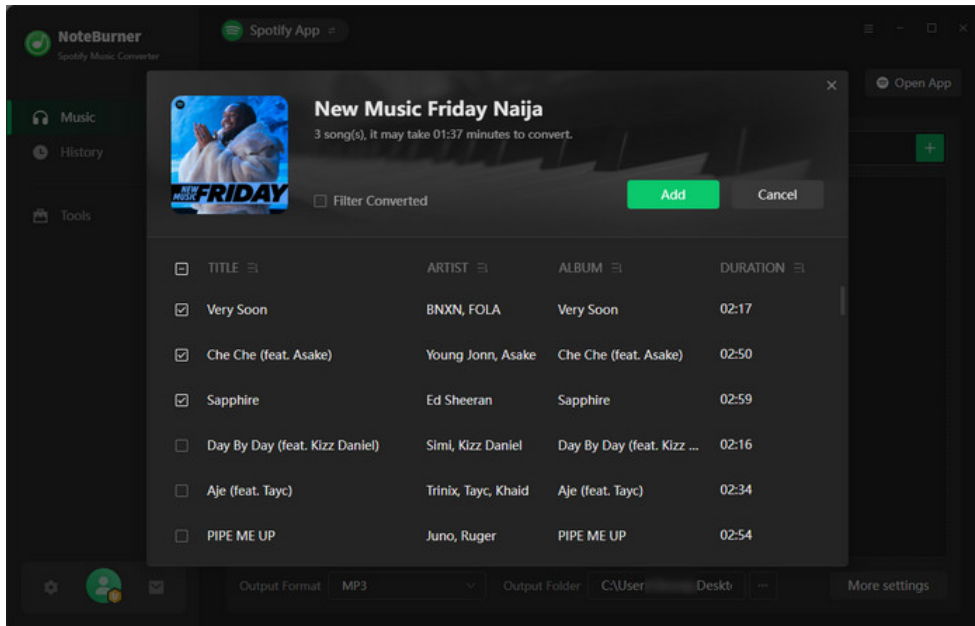 NoteBurner
Spotify Music Converter
Spotify App
Open App
Music
History
Tools
NEW MUSIC FRIDAY
New Music Friday Naija
3 song(s), it may take 01:37 minutes to convert.
Filter Converted
Add
Cancel
TITLE ARTIST ALBUM DURATION
Very Soon BNXN, FOLA Very Soon 02:17
Che Che (feat. Asake) Young Jonn, Asake Che Che (feat. Asake) 02:50
Sapphire Ed Sheeran Sapphire 02:59
Day By Day (feat. Kizz Daniel) Simi, Kizz Daniel Day By Day (feat. Kizz ... 02:16
Aje (feat. Tayc) Trinix, Tayc, Khaid Aje (feat. Tayc) 02:34
PIPE ME UP Juno, Ruger PIPE ME UP 02:54
Output Format MP3 Output Folder C:\User Deskt ... More settings